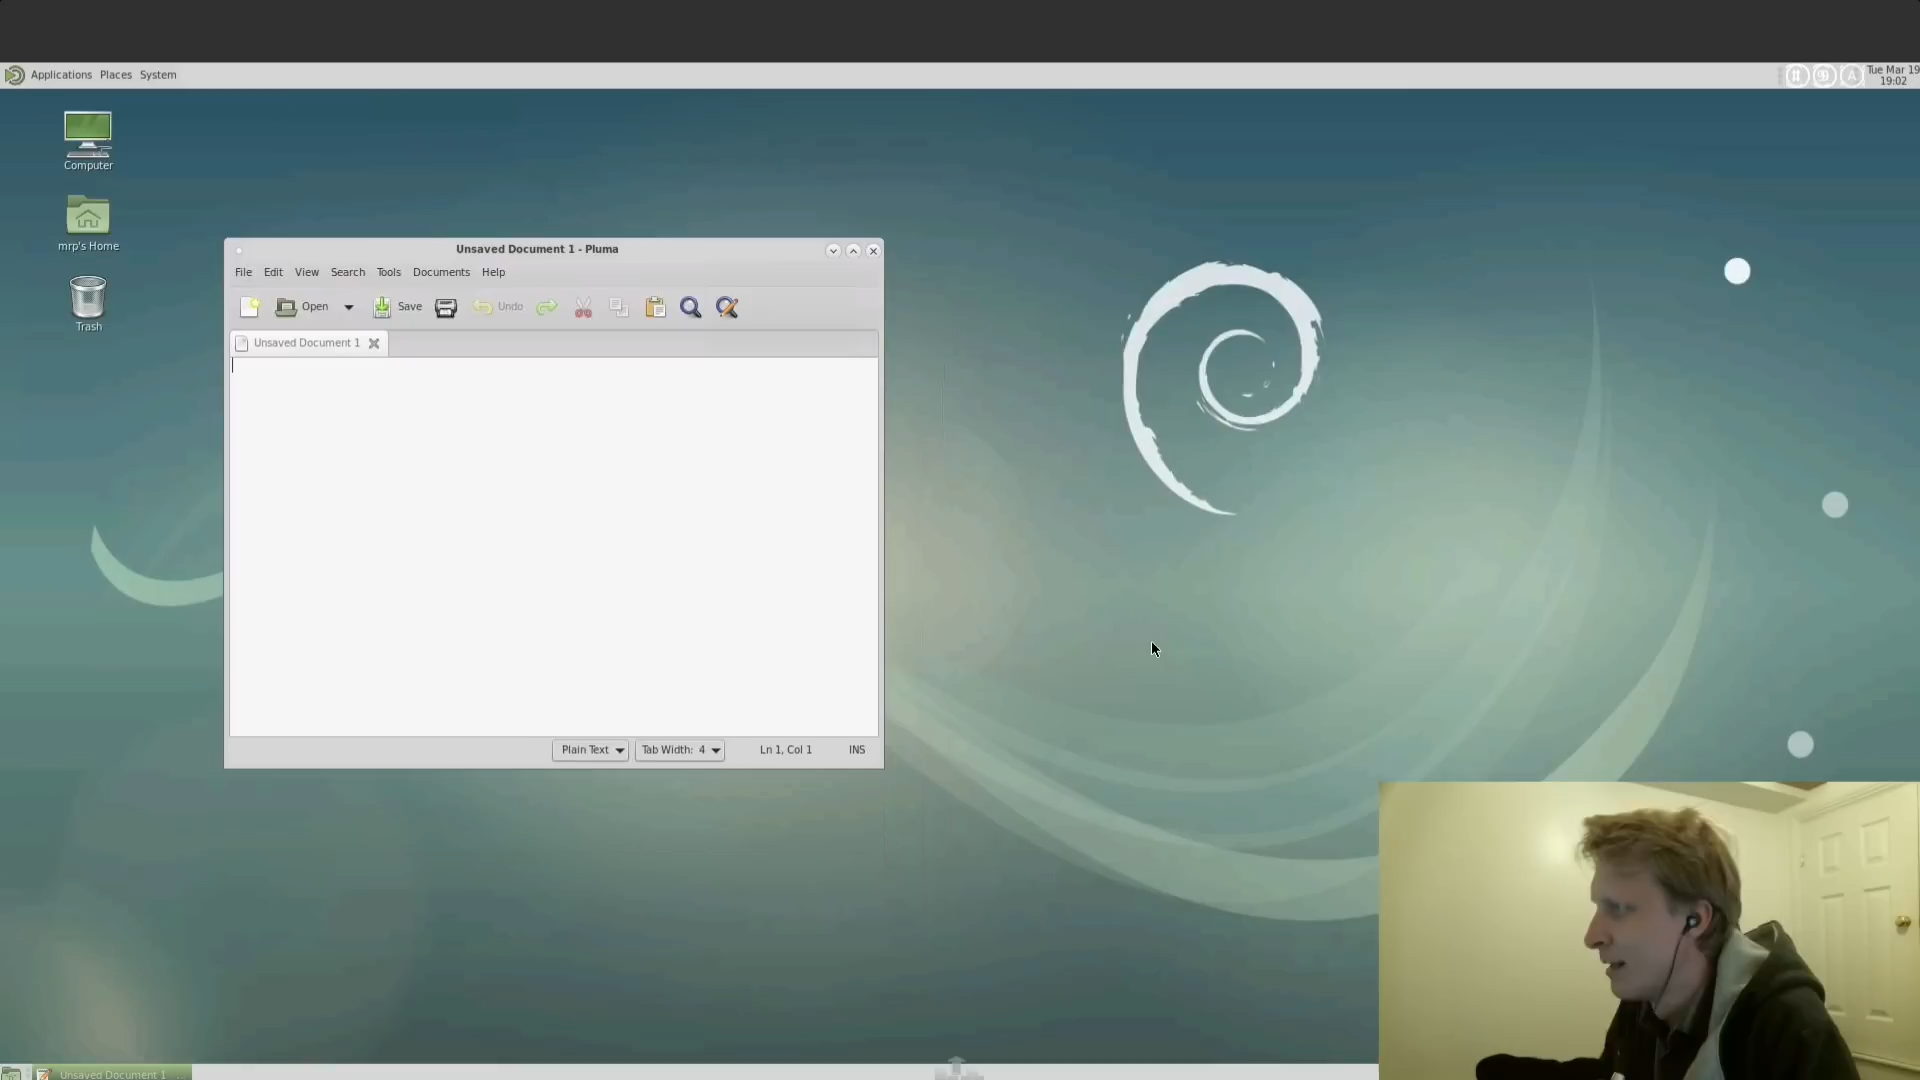 Applications Places System
Tue Mar 19
19:02
Computer
mrp's Home
Trash
Unsaved Document 1 - Pluma
File Edit View Search Tools Documents Help
Open Save Undo
Unsaved Document 1
Plain Text Tab Width: 4 Ln 1, Col 1 INS
Unsaved Document 1